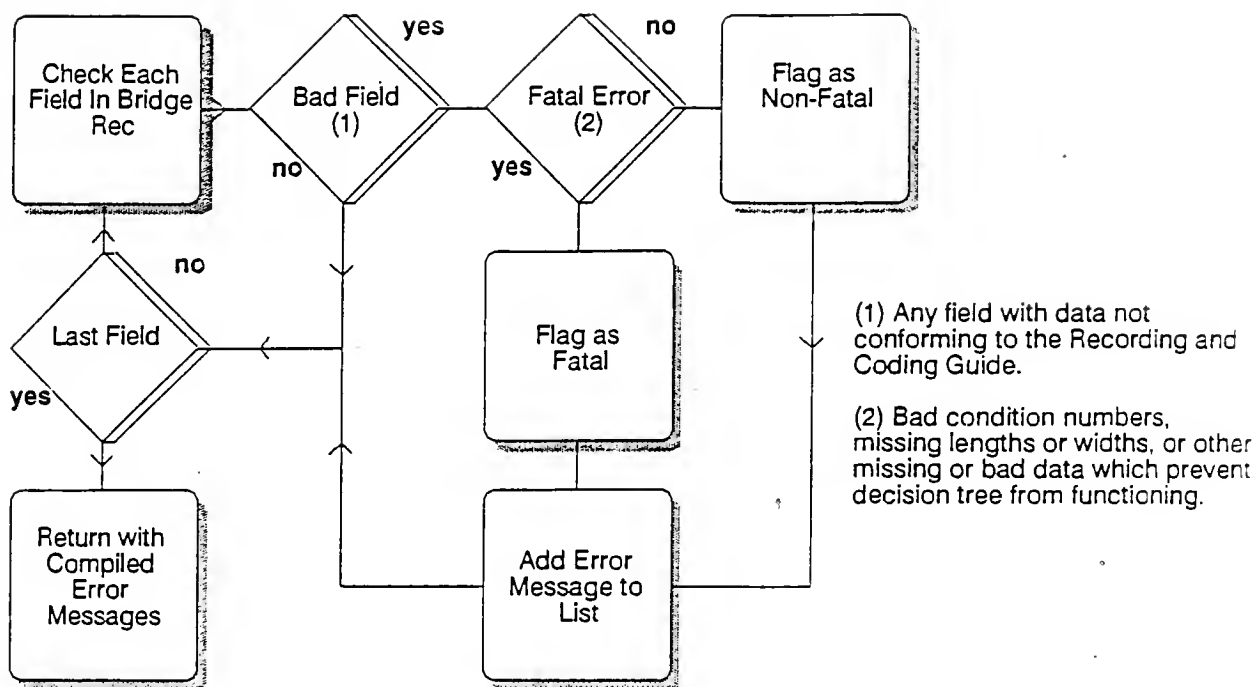 Check Each
Field In Bridge
Rec
Bad Field
(1)
yes
no
Fatal Error
(2)
no
yes
Flag as
Non-Fatal
Last Field
no
yes
Flag as
Fatal
(1) Any field with data not
conforming to the Recording and
Coding Guide.
(2) Bad condition numbers,
missing lengths or widths, or other
missing or bad data which prevent
decision tree from functioning.
Return with
Compiled
Error
Messages
Add Error
Message to
List